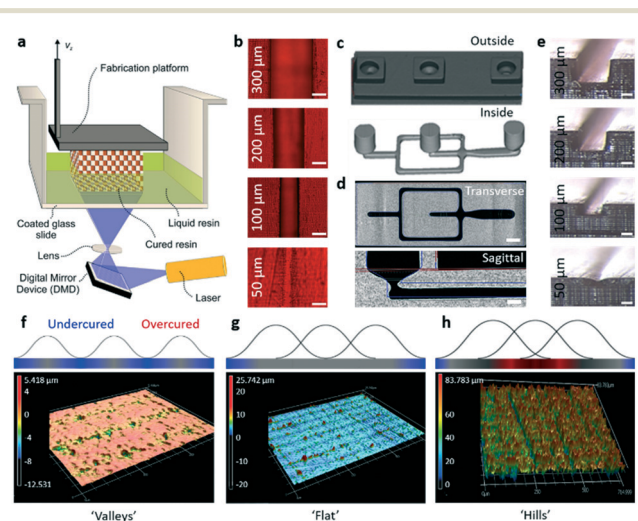 a
v
Fabrication platform
Coated glass
slide
Liquid resin
Cured resin
Lens
Digital Mirror
Device (DMD)
Laser
b
300 μm
200 μm
100 μm
50 μm
c
Outside
Inside
d
Transverse
Sagittal
e
300 μm
200 μm
100 μm
50 μm
f
Undercured
Overcured
g
h
5.418 μm
4
0
-4
-8
-12.531
25.742 μm
20
10
0
-10
-20
83.783 μm
60
40
20
0
0μm
250
500
'Valleys'
'Flat'
'Hills'